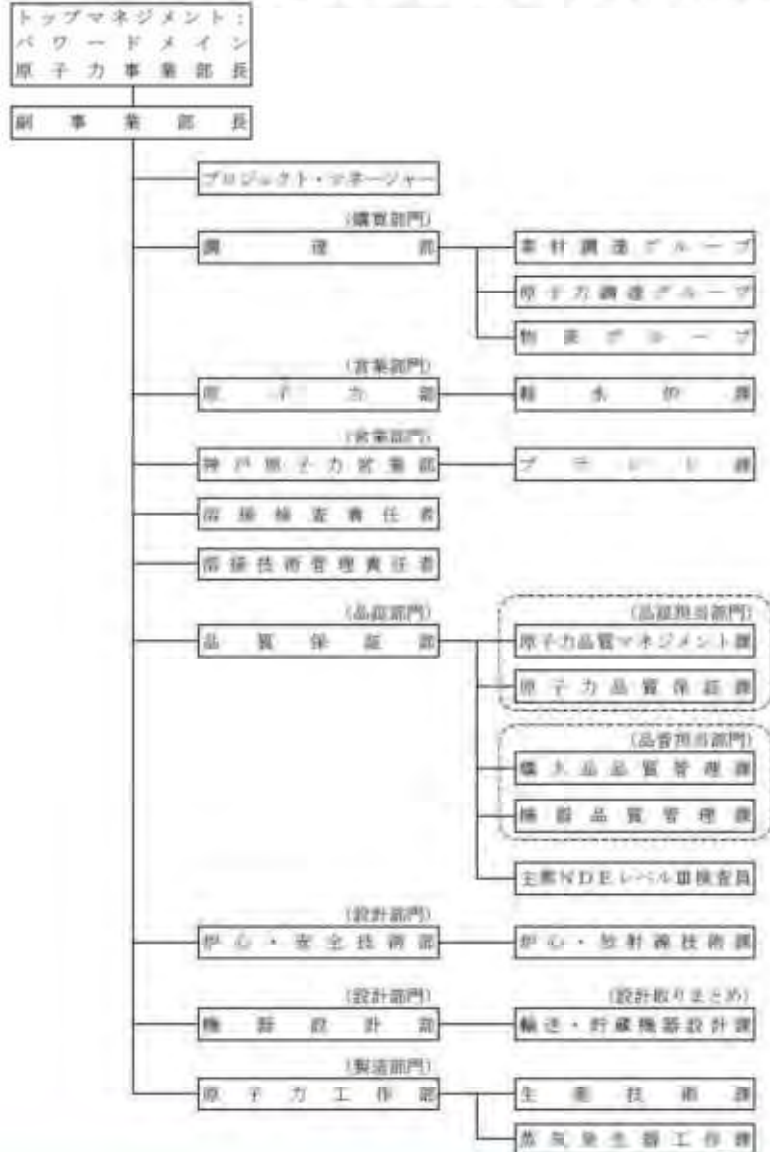 トップマネジメント:
パワードメイン
原子力事業部長
副事業部長
プロジェクト・マネージャー
(購買部門)
調達部
素材調達グループ
原子力調達グループ
物流グループ
(営業部門)
原子力部
軽水炉課
(営業部門)
神戸原子力営業部
プラント課
溶接検査責任者
溶接技術管理責任者
(品証部門)
品質保証部
(品証担当部門)
原子力品質マネジメント課
原子力品質保証課
(品管担当部門)
購入品品質管理課
機器品質管理課
主席NDEレベルⅢ検査員
(設計部門)
炉心・安全技術部
炉心・放射線技術課
(設計部門)
機器設計部
(設計取りまとめ)
輸送・貯蔵機器設計課
(製造部門)
原子力工作部
生産技術課
蒸気発生器工作課